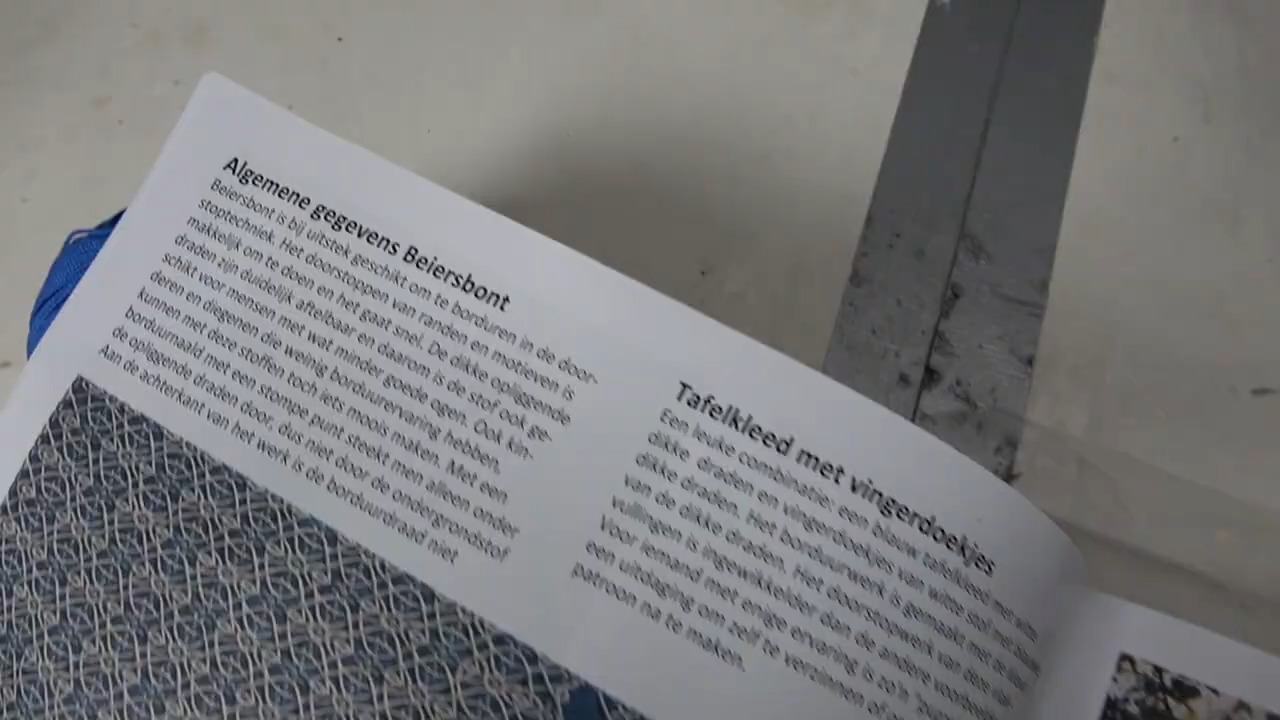 Algemene gegevens Beiersbont
Beiersbont is bij uitstek geschikt om te borduren in de door-
stoptechniek. Het doorstoppen van randen en motieven is
makkelijk om te doen en het gaat snel. De dikke opliggende
draden zijn duidelijk aftelbaar en daarom is de stof ook ge-
schikt voor mensen met wat minder goede ogen. Ook kin-
deren en diegenen die weinig borduurervaring hebben,
kunnen met deze stoffen toch iets moois maken. Met een
borduurnaald met een stompe punt steekt men alleen onder
de opliggende draden door, dus niet door de ondergrondstof
Aan de achterkant van het werk is de borduurdraad niet
Tafelkleed met vingerdoekjes
Een leuke combinatie: een blauw tafelkleed met witte
dikke draden en vingerdoekjes van witte stof met blauwe
dikke draden. Het borduurwerk is gemaakt met de kleur
van de dikke draden. Het doorstopwerk van deze
vullingen is ingewikkelder dan de andere voorbeelden
Voor iemand met enige ervaring is zo'n
een uitdaging om zelf te verzinnen of
patroon na te maken.